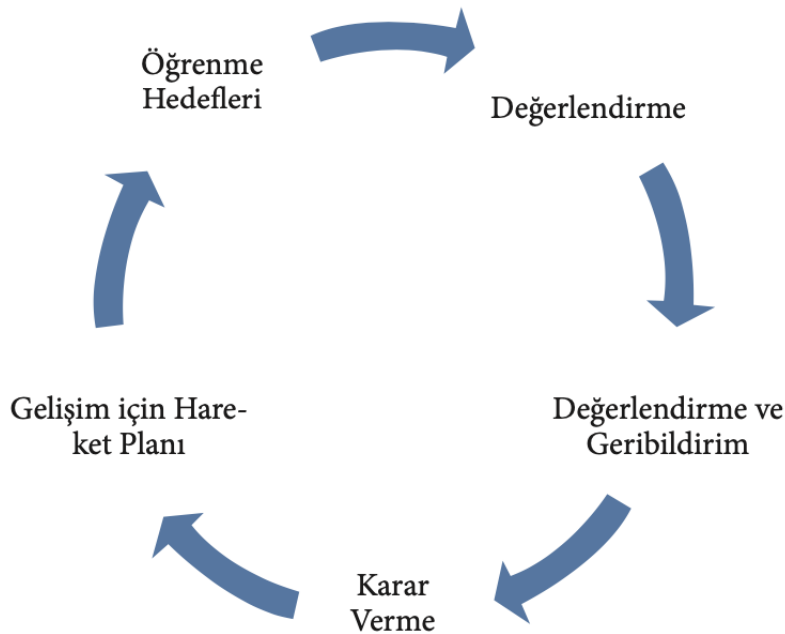 Öğrenme
Hedefleri
Değerlendirme
Değerlendirme ve
Geribildirim
Karar
Verme
Gelişim için Hare-
ket Planı